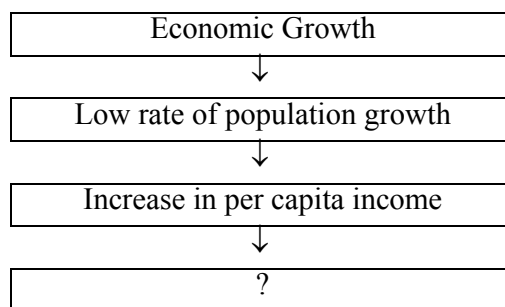 Economic Growth
↓
Low rate of population growth
↓
Increase in per capita income
↓
?